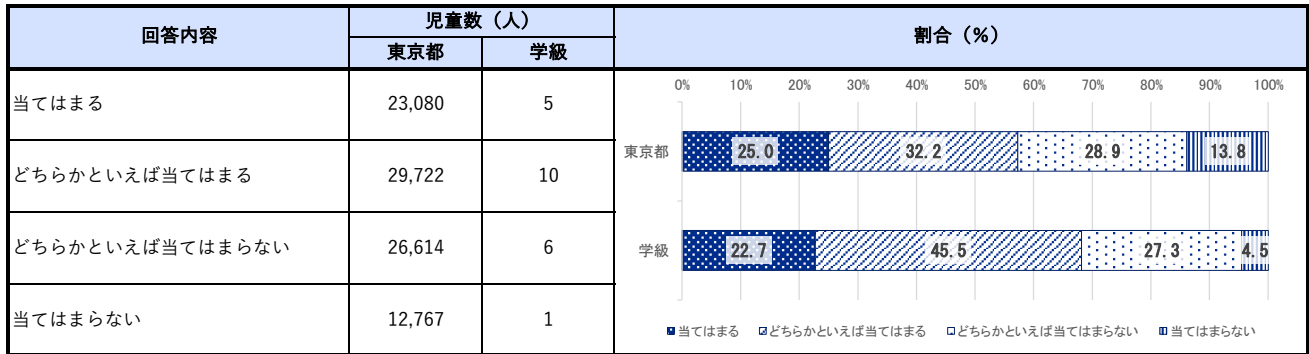 回答内容 児童数（人） 割合（％）
東京都 学級
当てはまる 23,080 5
どちらかといえば当てはまる 29,722 10
どちらかといえば当てはまらない 26,614 6
当てはまらない 12,767 1
0% 10% 20% 30% 40% 50% 60% 70% 80% 90% 100%
東京都 25.0 32.2 28.9 13.8
学級 22.7 45.5 27.3 4.5
当てはまる どちらかといえば当てはまる どちらかといえば当てはまらない 当てはまらない